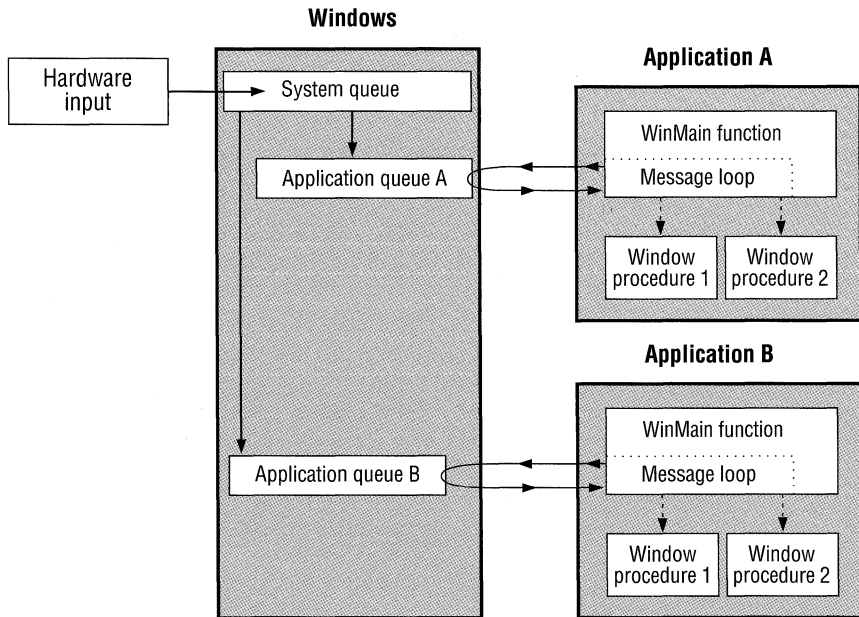 Windows
Hardware
input
System queue
Application queue A
Application queue B
Application A
WinMain function
Message loop
Window
procedure 1
Window
procedure 2
Application B
WinMain function
Message loop
Window
procedure 1
Window
procedure 2